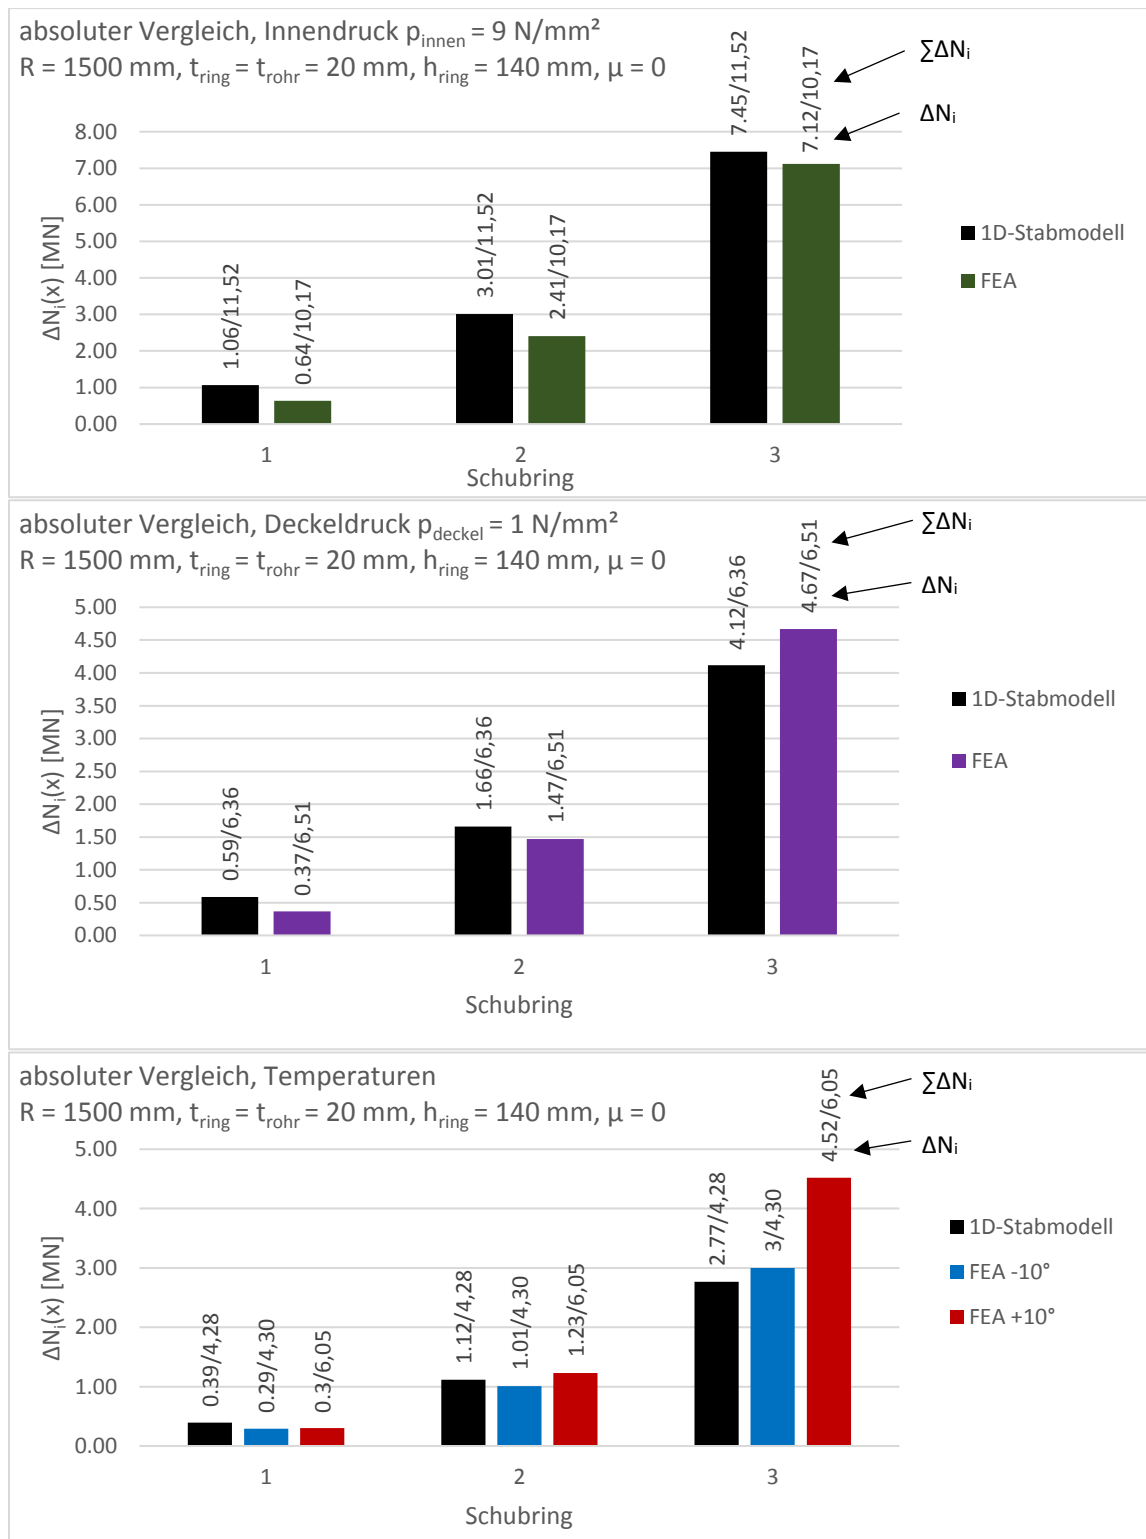 absoluter Vergleich, Innendruck pinnen = 9 N/mm²
R = 1500 mm, tring = trohr = 20 mm, hring = 140 mm, μ = 0
∑ΔNi
ΔNi
8.00
7.00
6.00
5.00
4.00
3.00
2.00
1.00
0.00
ΔNi(x) [MN]
1.06/11,52
0.64/10,17
3.01/11,52
2.41/10,17
7.45/11,52
7.12/10,17
1D-Stabmodell
FEA
1 2 3
Schubring
absoluter Vergleich, Deckeldruck pdeckel = 1 N/mm²
R = 1500 mm, tring = trohr = 20 mm, hring = 140 mm, μ = 0
∑ΔNi
ΔNi
5.00
4.50
4.00
3.50
3.00
2.50
2.00
1.50
1.00
0.50
0.00
ΔNi(x) [MN]
0.59/6,36
0.37/6,51
1.66/6,36
1.47/6,51
4.12/6,36
4.67/6,51
1D-Stabmodell
FEA
1 2 3
Schubring
absoluter Vergleich, Temperaturen
R = 1500 mm, tring = trohr = 20 mm, hring = 140 mm, μ = 0
∑ΔNi
ΔNi
5.00
4.00
3.00
2.00
1.00
0.00
ΔNi(x) [MN]
0.39/4,28
0.29/4,30
0.3/6,05
1.12/4,28
1.01/4,30
1.23/6,05
2.77/4,28
3/4,30
4.52/6,05
1D-Stabmodell
FEA -10°
FEA +10°
1 2 3
Schubring